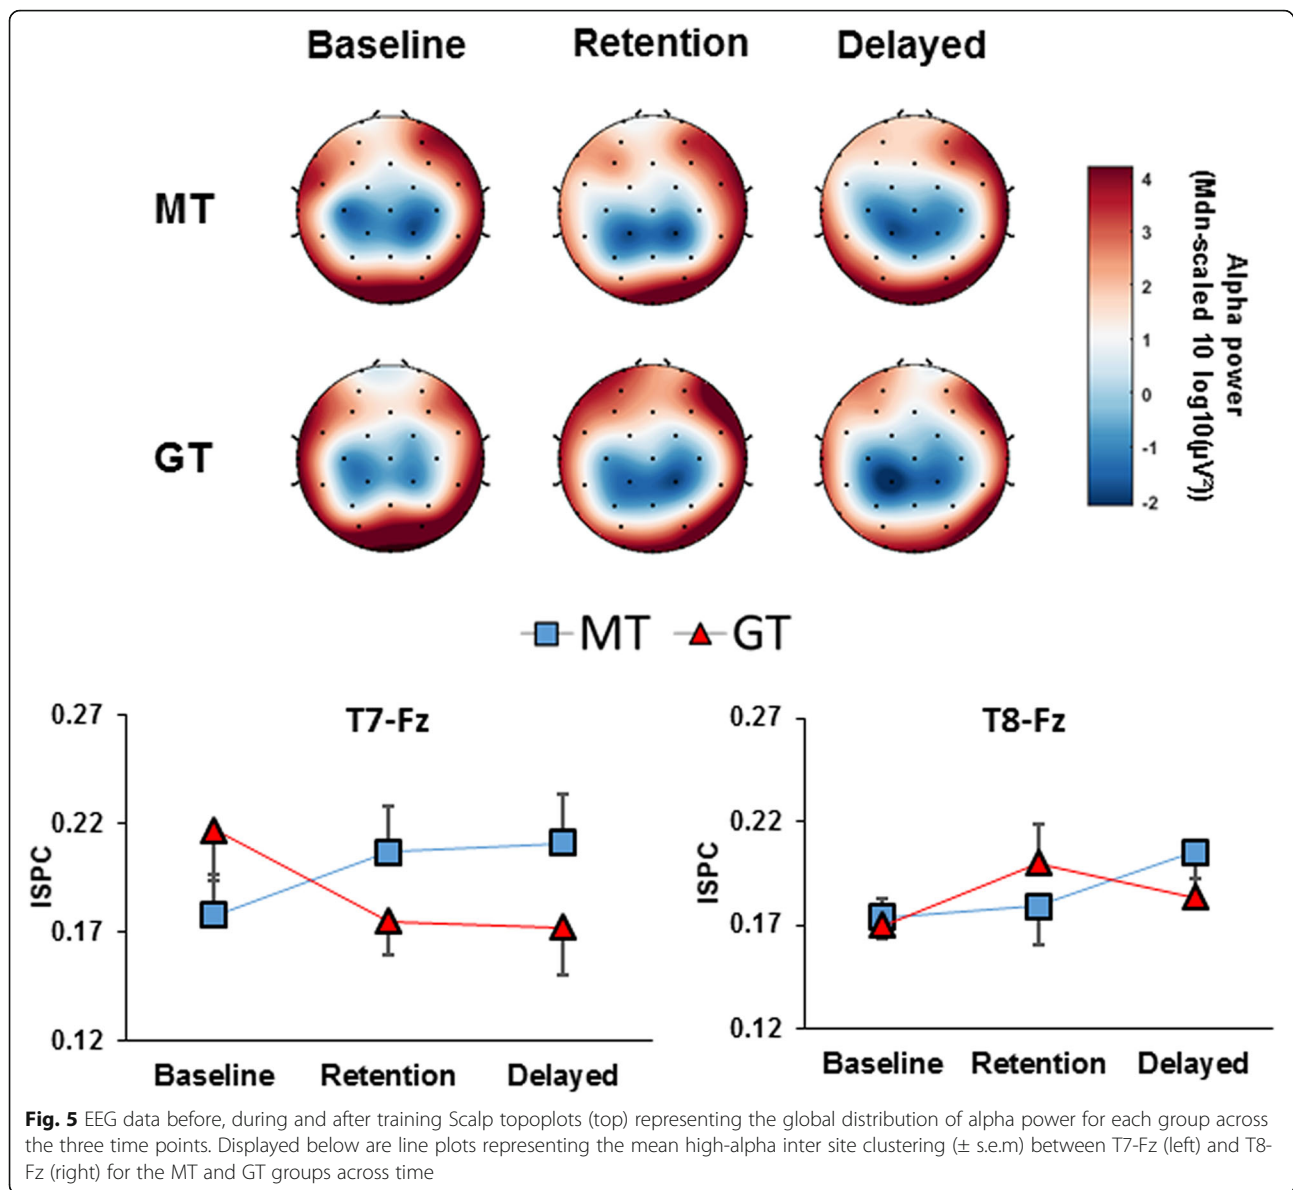 Baseline Retention Delayed
MT
GT
4
3
2
1
0
-1
-2
Alpha power
(Mdn-scaled 10 log10(µV²))
MT GT
T7-Fz
0.27
0.22
0.17
0.12
ISPC
Baseline Retention Delayed
T8-Fz
0.27
0.22
0.17
0.12
ISPC
Baseline Retention Delayed
Fig. 5 EEG data before, during and after training Scalp topoplots (top) representing the global distribution of alpha power for each group across
the three time points. Displayed below are line plots representing the mean high-alpha inter site clustering (± s.e.m) between T7-Fz (left) and T8-
Fz (right) for the MT and GT groups across time